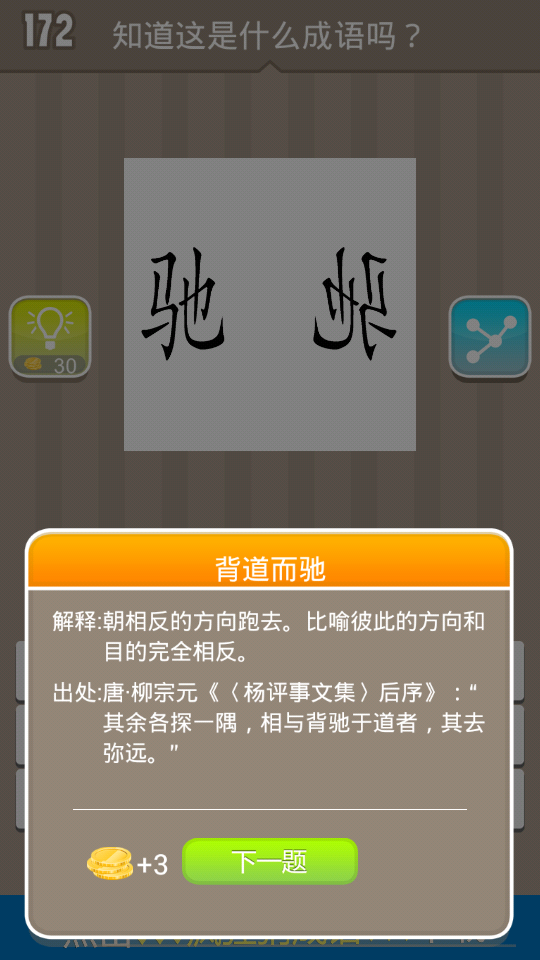 172
知道这是什么成语吗？
驰 驰
30
背道而驰
解释:朝相反的方向跑去。比喻彼此的方向和
目的完全相反。
出处:唐·柳宗元《〈杨评事文集〉后序》：“
其余各探一隅，相与背驰于道者，其去
弥远。”
+3
下一题